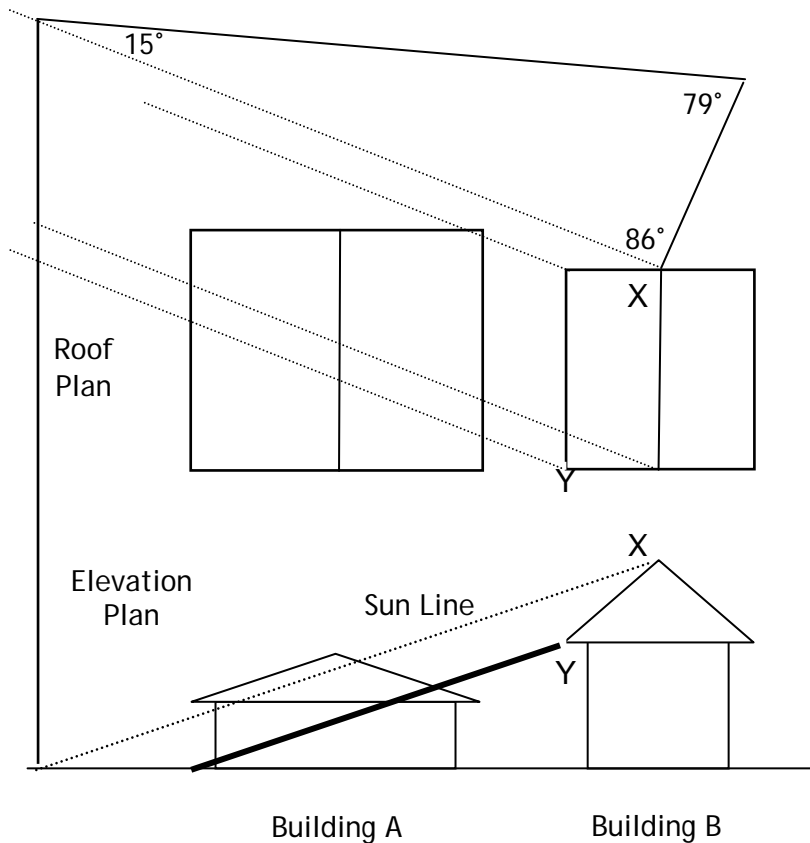 15°
79°
86°
X
Roof
Plan
Y
X
Elevation
Plan
Sun Line
Y
Building A
Building B